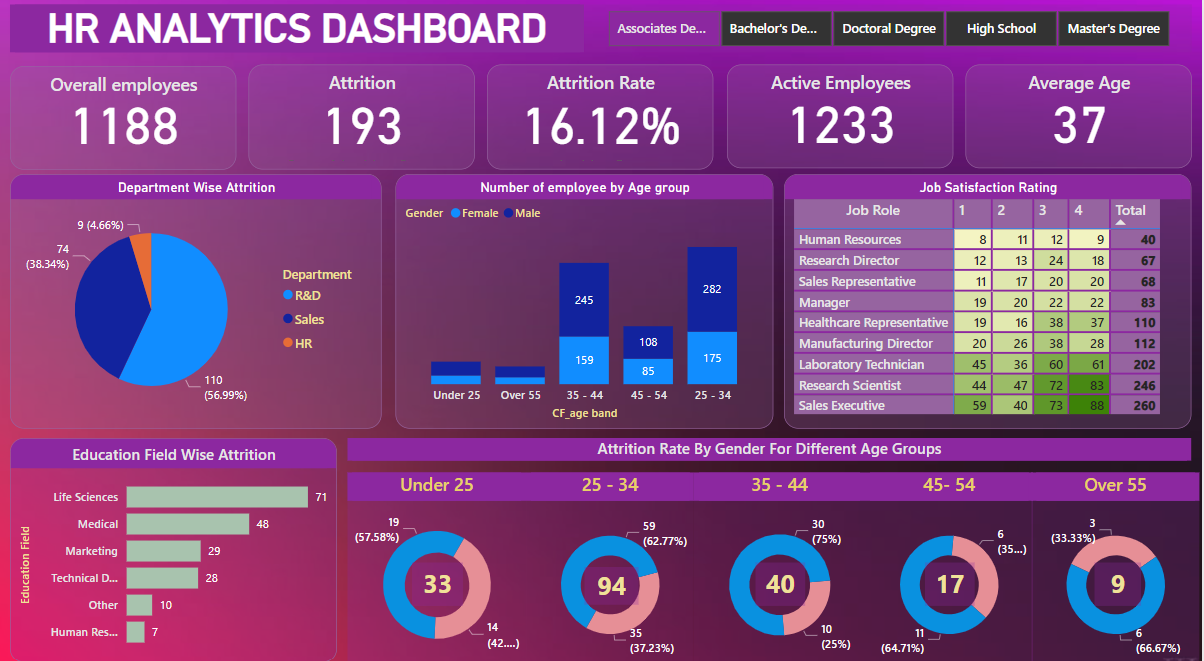 HR ANALYTICS DASHBOARD
Associates De... Bachelor's De... Doctoral Degree High School Master's Degree
Overall employees
1188
Attrition
193
Attrition Rate
16.12%
Active Employees
1233
Average Age
37
Department Wise Attrition
9 (4.66%)
74
(38.34%)
110
(56.99%)
Department
R&D
Sales
HR
Number of employee by Age group
Gender Female Male
245
159
108
85
282
175
Under 25 Over 55 35 - 44 45 - 54 25 - 34
CF_age band
Job Satisfaction Rating
Job Role 1 2 3 4 Total
Human Resources 8 11 12 9 40
Research Director 12 13 24 18 67
Sales Representative 11 17 20 20 68
Manager 19 20 22 22 83
Healthcare Representative 19 16 38 37 110
Manufacturing Director 20 26 38 28 112
Laboratory Technician 45 36 60 61 202
Research Scientist 44 47 72 83 246
Sales Executive 59 40 73 88 260
Education Field Wise Attrition
Education Field
Life Sciences 71
Medical 48
Marketing 29
Technical D... 28
Other 10
Human Res... 7
Attrition Rate By Gender For Different Age Groups
Under 25
19
(57.58%)
33
14
(42....)
25 - 34
59
(62.77%)
94
35
(37.23%)
35 - 44
30
(75%)
40
10
(25%)
45- 54
6
(35...)
17
11
(64.71%)
Over 55
3
(33.33%)
9
6
(66.67%)